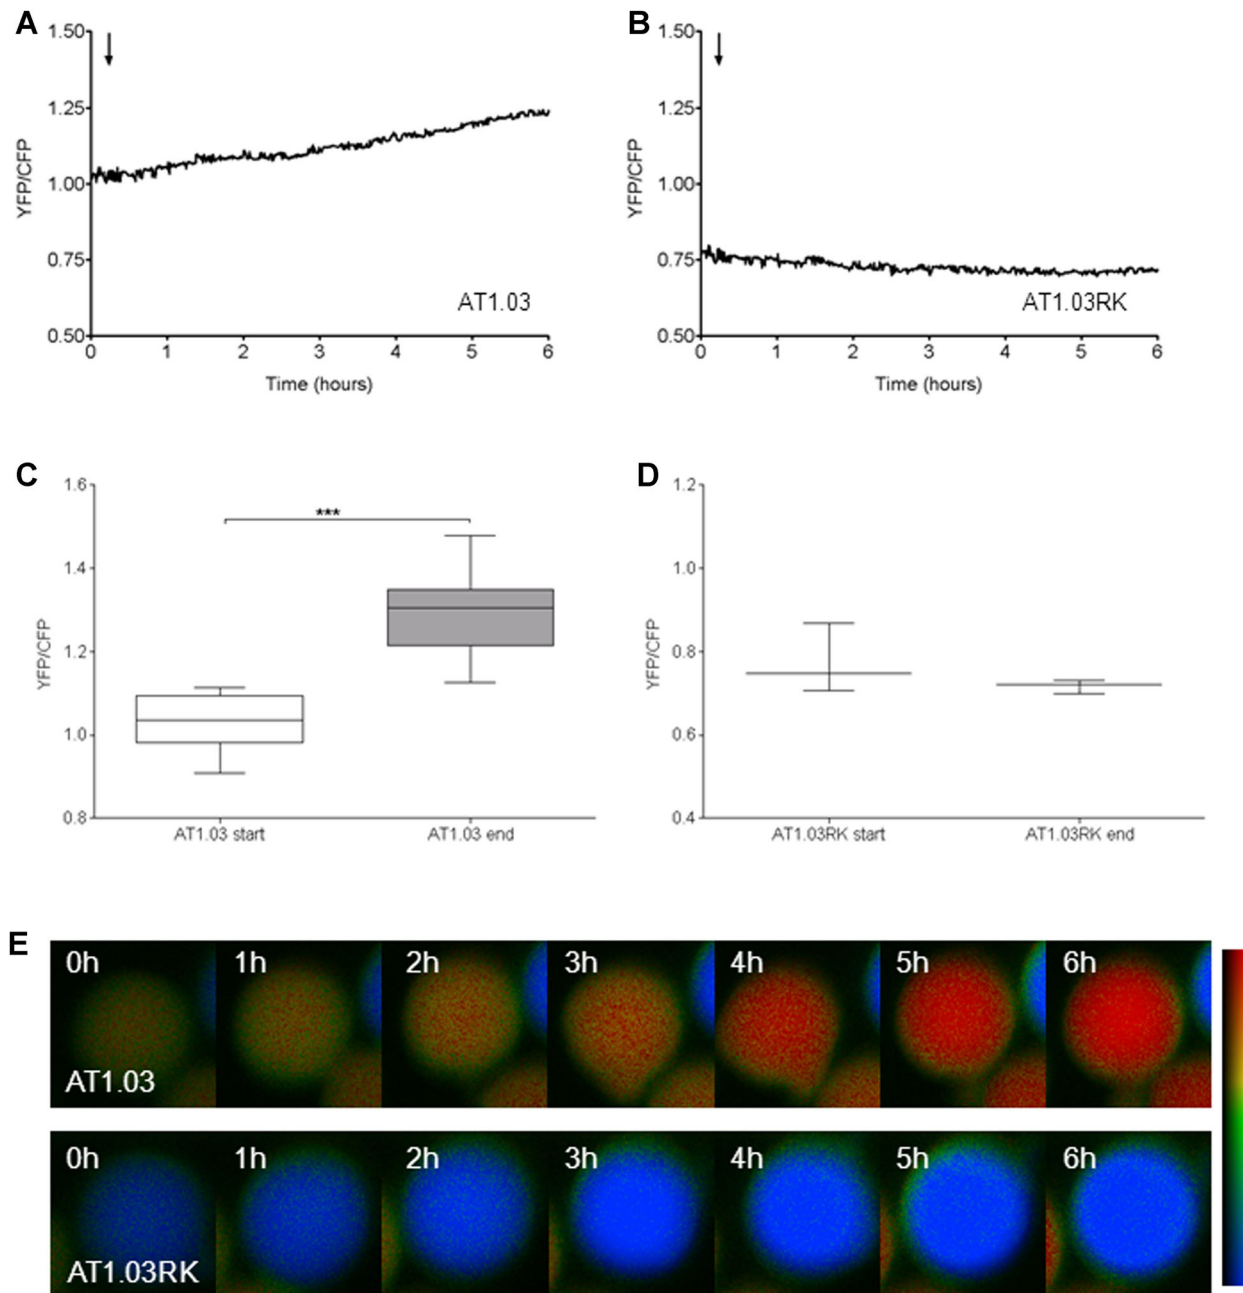 A
1.50
1.25
1.00
0.75
0.50
YFP/CFP
0 1 2 3 4 5 6
Time (hours)
AT1.03
B
1.50
1.25
1.00
0.75
0.50
YFP/CFP
0 1 2 3 4 5 6
Time (hours)
AT1.03RK
C
1.6
1.4
1.2
1.0
0.8
YFP/CFP
***
AT1.03 start AT1.03 end
D
1.2
1.0
0.8
0.6
0.4
YFP/CFP
AT1.03RK start AT1.03RK end
E
0h 1h 2h 3h 4h 5h 6h
AT1.03
0h 1h 2h 3h 4h 5h 6h
AT1.03RK